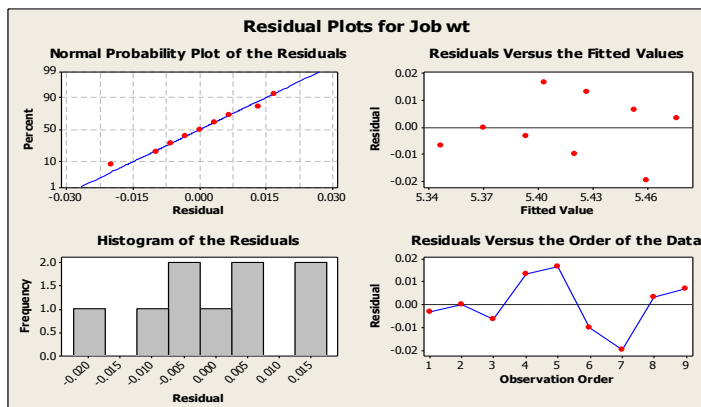 Residual Plots for Job wt
Normal Probability Plot of the Residuals
99
90
50
10
1
Percent
-0.030
-0.015
0.000
0.015
0.030
Residual
Residuals Versus the Fitted Values
0.02
0.01
0.00
-0.01
-0.02
Residual
5.34
5.37
5.40
5.43
5.46
Fitted Value
Histogram of the Residuals
2.0
1.5
1.0
0.5
0.0
Frequency
-0.020
-0.015
-0.010
-0.005
0.000
0.005
0.010
0.015
Residual
Residuals Versus the Order of the Data
0.02
0.01
0.00
-0.01
-0.02
Residual
1 2 3 4 5 6 7 8 9
Observation Order